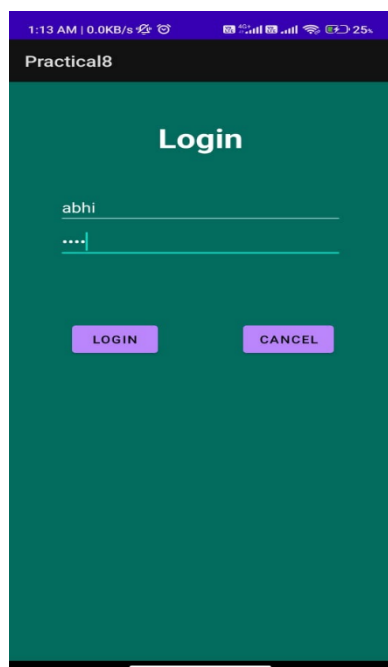 1:13 AM | 0.0KB/s 25%
Practical8
Login
abhi
••••
LOGIN
CANCEL